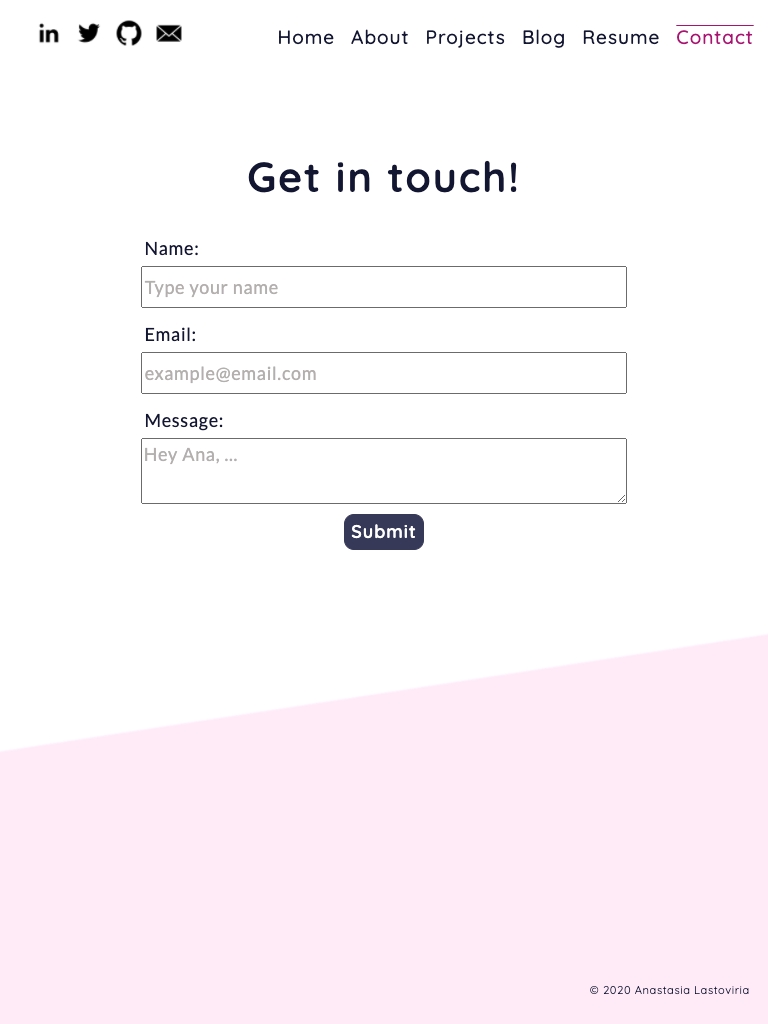 Home About Projects Blog Resume Contact
Get in touch!
Name:
Type your name
Email:
example@email.com
Message:
Hey Ana, ...
Submit
© 2020 Anastasia Lastoviria